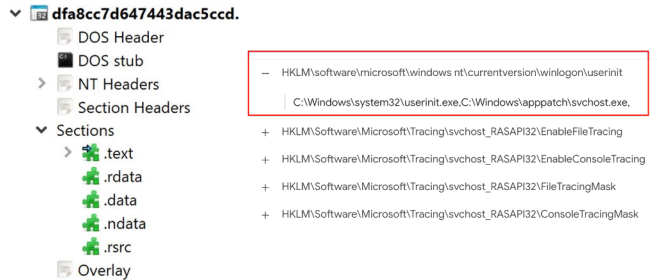 dfa8cc7d647443dac5ccd.
DOS Header
DOS stub
NT Headers
Section Headers
Sections
.text
.rdata
.data
.ndata
.rsrc
Overlay
HKLM\software\microsoft\windows nt\currentversion\winlogon\userinit
C:\Windows\system32\userinit.exe,C:\Windows\apppatch\svchost.exe,
HKLM\Software\Microsoft\Tracing\svchost_RASAPI32\EnableFileTracing
HKLM\Software\Microsoft\Tracing\svchost_RASAPI32\EnableConsoleTracing
HKLM\Software\Microsoft\Tracing\svchost_RASAPI32\FileTracingMask
HKLM\Software\Microsoft\Tracing\svchost_RASAPI32\ConsoleTracingMask